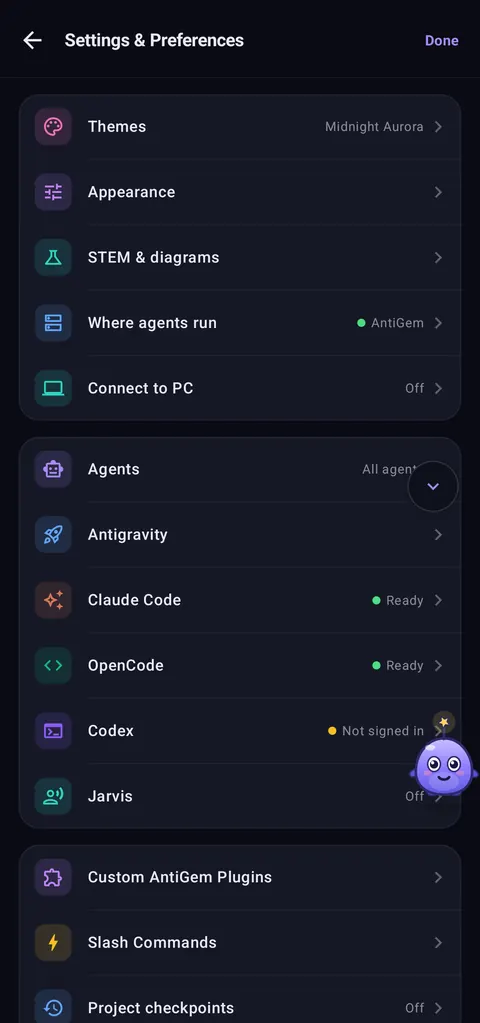 Settings & Preferences
Done
Themes
Midnight Aurora
Appearance
STEM & diagrams
Where agents run
AntiGem
Connect to PC
Off
Agents
All
Antigravity
Claude Code
Ready
OpenCode
Ready
Codex
Not signed in
Jarvis
Off
Custom AntiGem Plugins
Slash Commands
Project checkpoints
Off